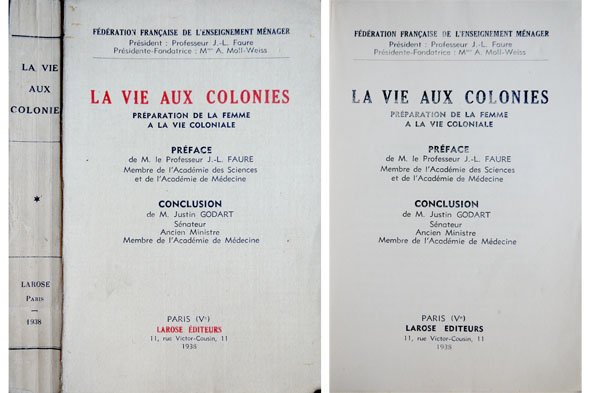 LA VIE
AUX
COLONIES
*
LAROSE
PARIS
1938
FÉDÉRATION FRANÇAISE DE L'ENSEIGNEMENT MÉNAGER
Président : Professeur J.-L. Faure
Présidente-Fondatrice : Mme A. Moll-Weiss
LA VIE AUX COLONIES
PRÉPARATION DE LA FEMME
A LA VIE COLONIALE
PRÉFACE
de M. le Professeur J.-L. FAURE
Membre de l'Académie des Sciences
et de l'Académie de Médecine
CONCLUSION
de M. Justin GODART
Sénateur
Ancien Ministre
Membre de l'Académie de Médecine
PARIS (Ve)
LAROSE ÉDITEURS
11, rue Victor-Cousin, 11
1938
FÉDÉRATION FRANÇAISE DE L'ENSEIGNEMENT MÉNAGER
Président : Professeur J.-L. Faure
Présidente-Fondatrice : Mme A. Moll-Weiss
LA VIE AUX COLONIES
PRÉPARATION DE LA FEMME
A LA VIE COLONIALE
PRÉFACE
de M. le Professeur J.-L. FAURE
Membre de l'Académie des Sciences
et de l'Académie de Médecine
CONCLUSION
de M. Justin GODART
Sénateur
Ancien Ministre
Membre de l'Académie de Médecine
PARIS (Ve)
LAROSE ÉDITEURS
11, rue Victor-Cousin, 11
1938